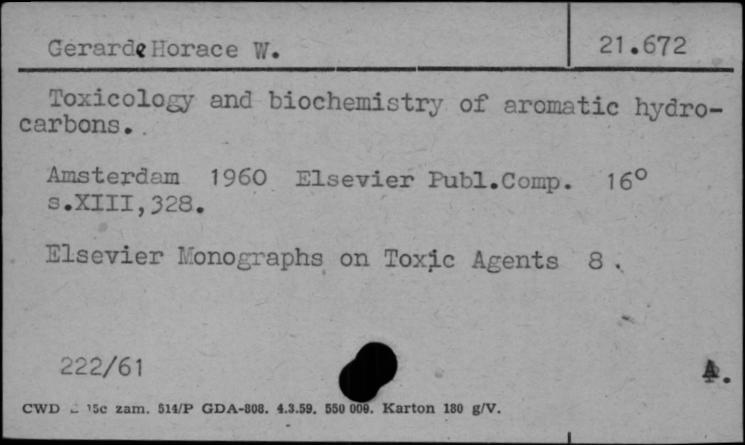 Gerarde Horace W.
21.672
Toxicology and biochemistry of aromatic hydro-
carbons.
Amsterdam 1960 Elsevier Publ.Comp. 16°
s.XIII,328.
Elsevier Monographs on Toxic Agents 8.
222/61
A.
CWD 15c zam. 514/P GDA-808. 4.3.59. 550 000. Karton 180 g/V.